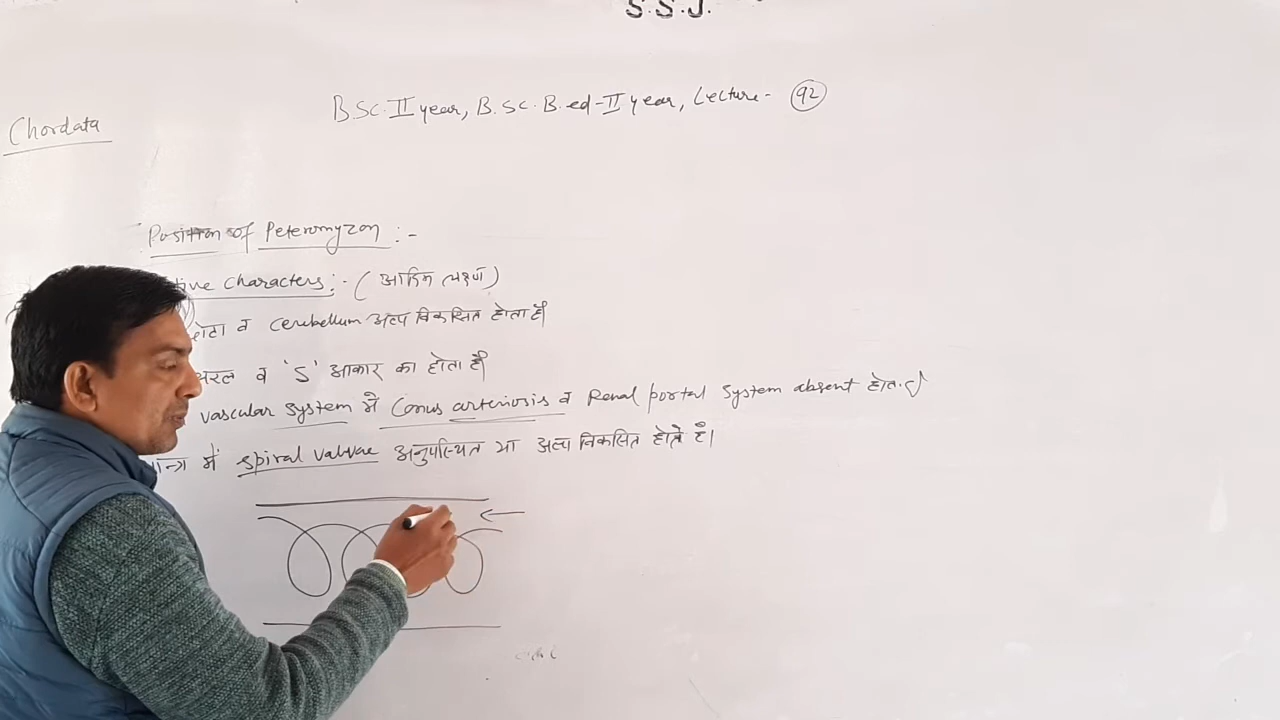 S.S.J.
B.Sc. II year, B.Sc. B.ed - II year, Lecture - 92
Chordata
Position of Peteromyzon :-
tive characters :- (आदिम लक्षण)
छोटा व cerebellum अल्प विकसित होता है
सरल व 'S' आकार का होता है
vascular system में Conus arteriosis व Renal portal system absent होता
में spiral valvae अनुपस्थित या अल्प विकसित होते है।